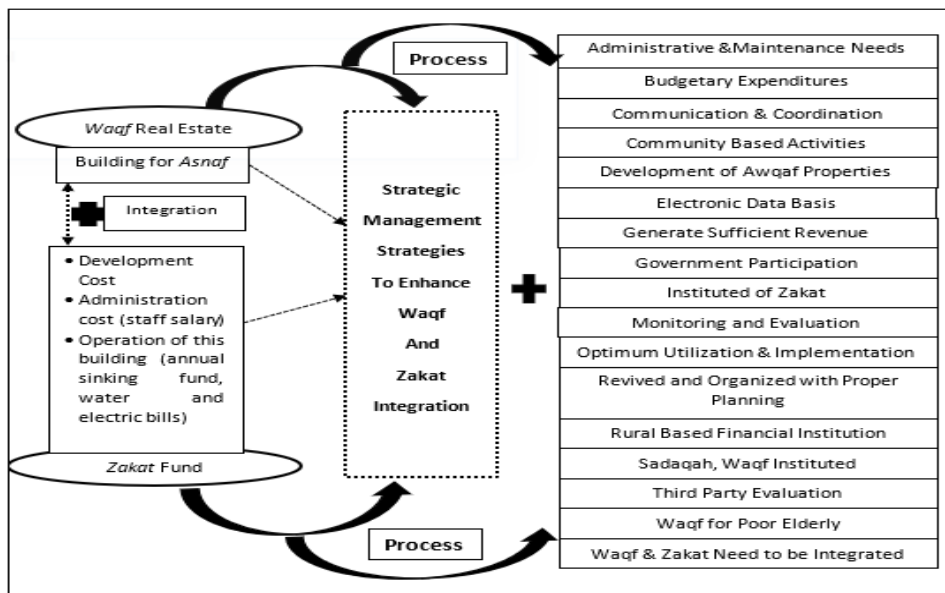 Process
Waqf Real Estate
Building for Asnaf
Integration
• Development
Cost
• Administration
cost (staff salary)
• Operation of this
building (annual
sinking fund,
water and
electric bills)
Zakat Fund
Strategic
Management
Strategies
To Enhance
Waqf
And
Zakat
Integration
Process
Administrative &Maintenance Needs
Budgetary Expenditures
Communication & Coordination
Community Based Activities
Development of Awqaf Properties
Electronic Data Basis
Generate Sufficient Revenue
Government Participation
Instituted of Zakat
Monitoring and Evaluation
Optimum Utilization & Implementation
Revived and Organized with Proper
Planning
Rural Based Financial Institution
Sadaqah, Waqf Instituted
Third Party Evaluation
Waqf for Poor Elderly
Waqf & Zakat Need to be Integrated